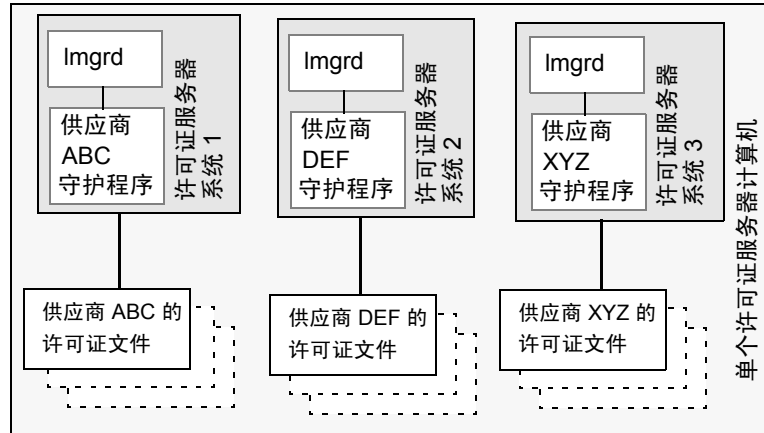 lmgrd
供应商
ABC
守护程序
许可证服务器
系统 1
lmgrd
供应商
DEF
守护程序
许可证服务器
系统 2
lmgrd
供应商
XYZ
守护程序
许可证服务器
系统 3
供应商 ABC 的
许可证文件
供应商 DEF 的
许可证文件
供应商 XYZ 的
许可证文件
单个许可证服务器计算机